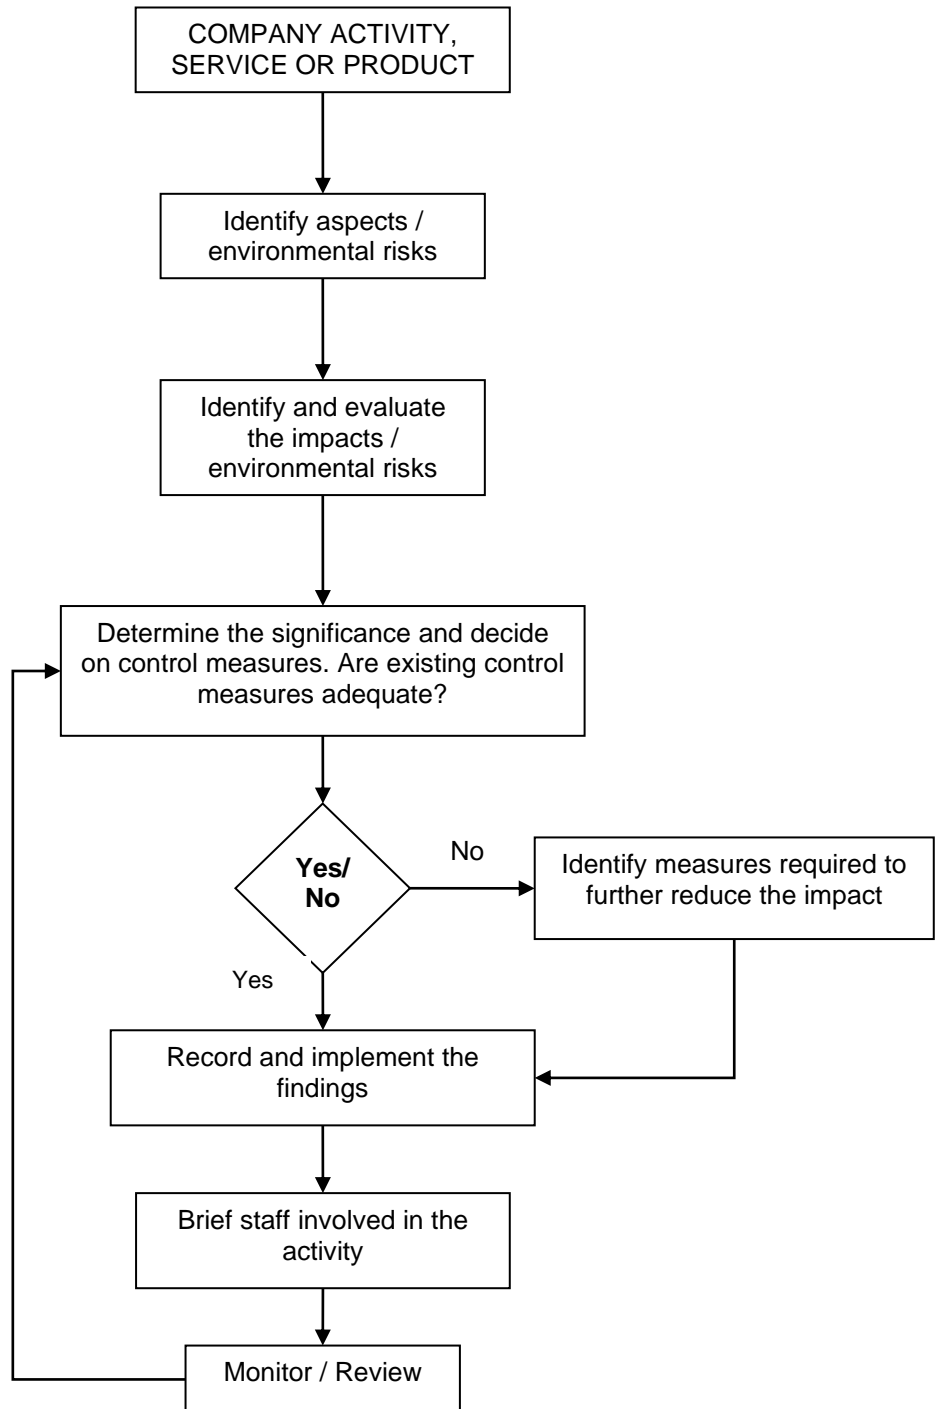 COMPANY ACTIVITY,
SERVICE OR PRODUCT
Identify aspects /
environmental risks
Identify and evaluate
the impacts /
environmental risks
Determine the significance and decide
on control measures. Are existing control
measures adequate?
Yes/
No
No
Identify measures required to
further reduce the impact
Yes
Record and implement the
findings
Brief staff involved in the
activity
Monitor / Review